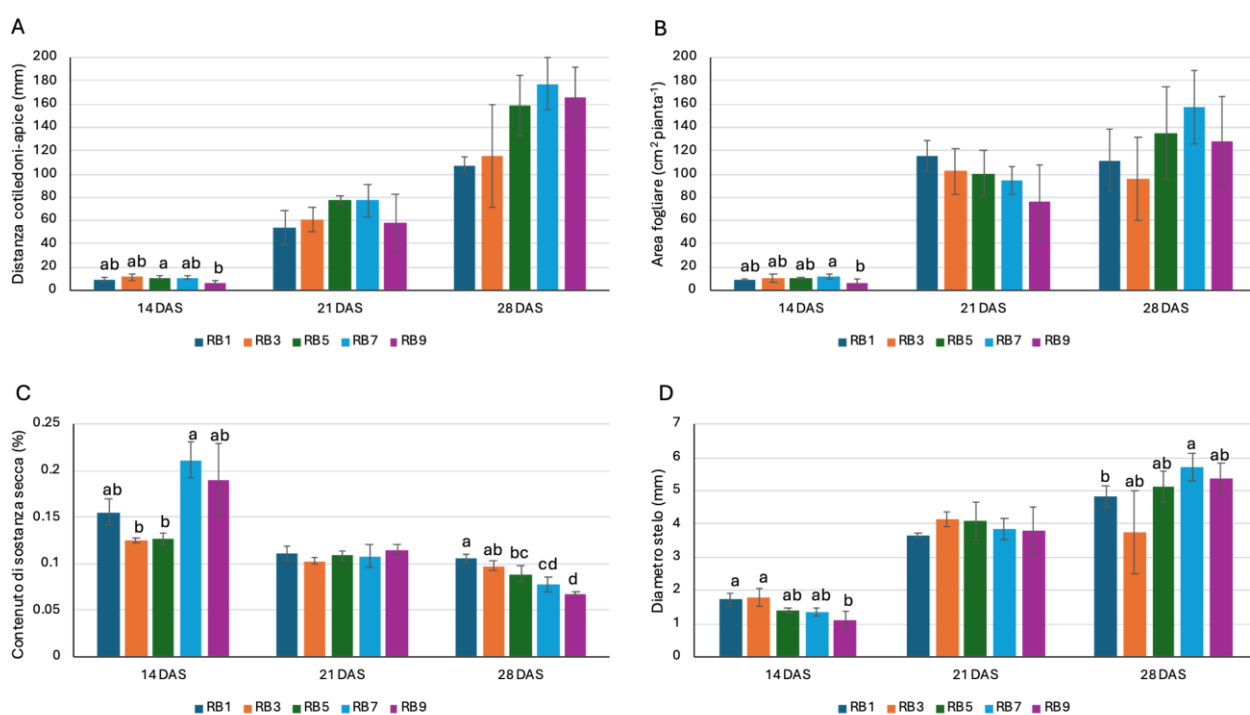 A
Distanza cotiledoni-apice (mm)
200
180
160
140
120
100
80
60
40
20
0
ab ab a ab b
14 DAS 21 DAS 28 DAS
RB1 RB3 RB5 RB7 RB9
B
Area fogliare (cm² pianta⁻¹)
200
180
160
140
120
100
80
60
40
20
0
ab ab ab a b
14 DAS 21 DAS 28 DAS
RB1 RB3 RB5 RB7 RB9
C
Contenuto di sostanza secca (%)
0.25
0.2
0.15
0.1
0.05
0
ab b b a ab
a ab bc cd d
14 DAS 21 DAS 28 DAS
RB1 RB3 RB5 RB7 RB9
D
Diametro stelo (mm)
7
6
5
4
3
2
1
0
a a ab ab b
b ab ab a ab
14 DAS 21 DAS 28 DAS
RB1 RB3 RB5 RB7 RB9